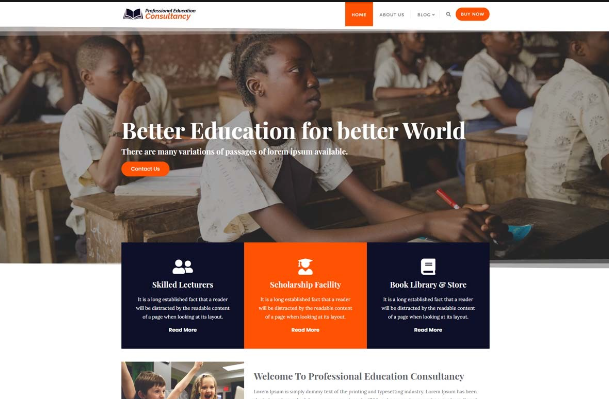 Professional Education
Consultancy
HOME
ABOUT US
BLOG
BUY NOW
Better Education for better World
There are many variations of passages of lorem ipsum available.
Contact Us
Skilled Lecturers
It is a long established fact that a reader
will be distracted by the readable content
of a page when looking at its layout.
Read More
Scholarship Facility
It is a long established fact that a reader
will be distracted by the readable content
of a page when looking at its layout.
Read More
Book Library & Store
It is a long established fact that a reader
will be distracted by the readable content
of a page when looking at its layout.
Read More
Welcome To Professional Education Consultancy
Lorem Ipsum is simply dummy text of the printing and typesetting industry. Lorem Ipsum has been